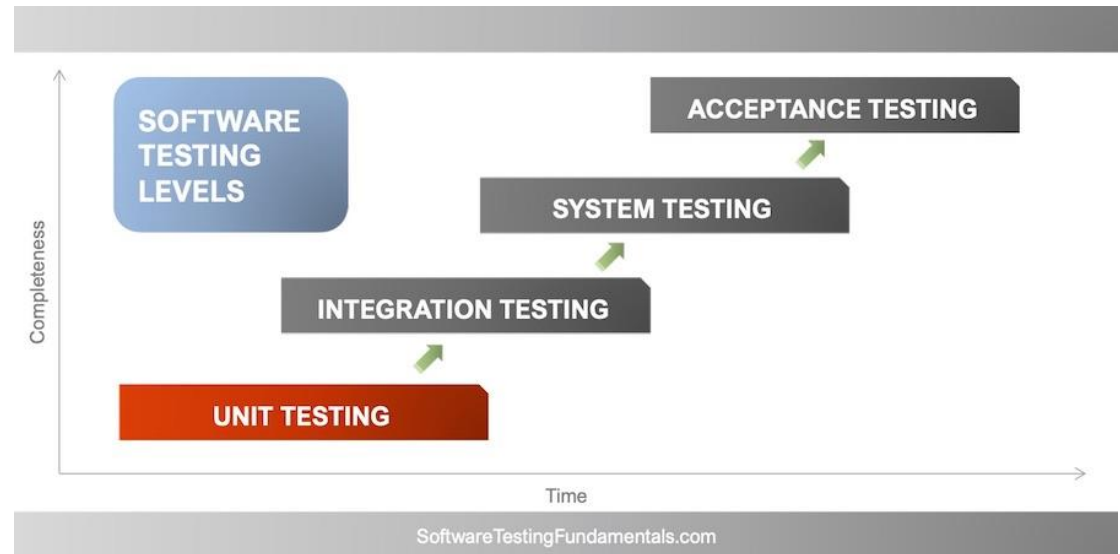 SOFTWARE
TESTING
LEVELS
ACCEPTANCE TESTING
SYSTEM TESTING
INTEGRATION TESTING
UNIT TESTING
Completeness
Time
SoftwareTestingFundamentals.com